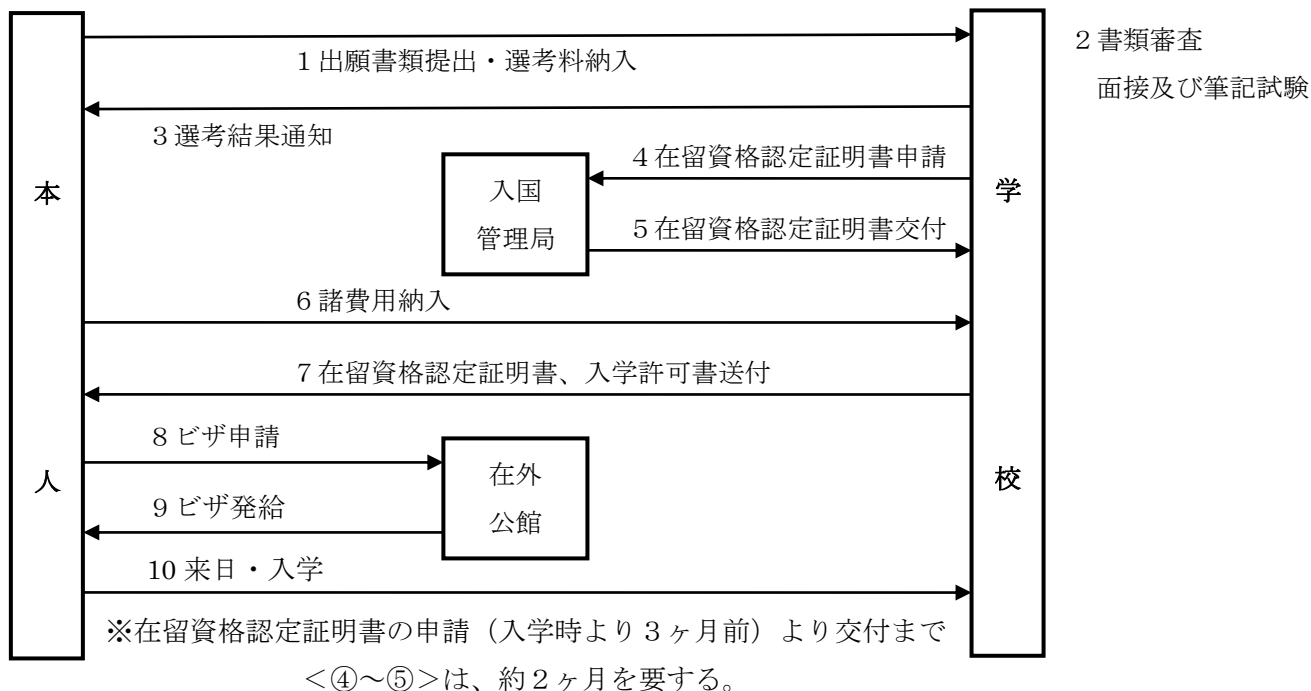 1出願書類提出・選考料納入
2書類審査
面接及び筆記試験
3選考結果通知
4在留資格認定証明書申請
本
入国
学
管理局
5在留資格認定証明書交付
6諸費用納入
7在留資格認定証明書、入学許可書送付
8ビザ申請
人
在外
校
9ビザ発給
公館
10来日・入学
※在留資格認定証明書の申請（入学時より3ヶ月前）より交付まで
＜④～⑤＞は、約2ヶ月を要する。